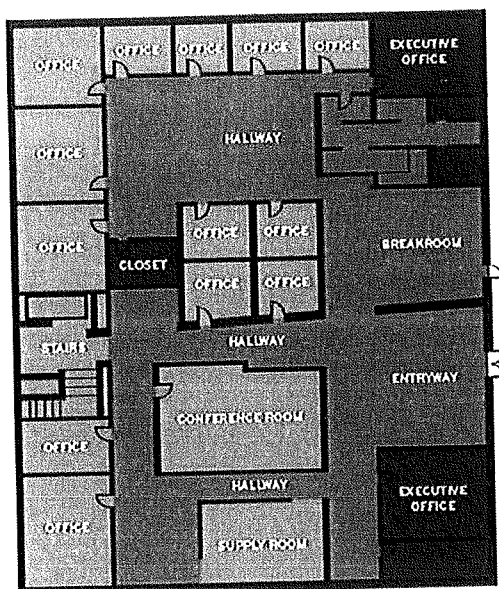 OFFICE
OFFICE
OFFICE
OFFICE
OFFICE
EXECUTIVE
OFFICE
HALLWAY
OFFICE
OFFICE
OFFICE
OFFICE
BREAKROOM
CLOSET
OFFICE
OFFICE
STAIRS
HALLWAY
ENTRYWAY
CONFERENCE ROOM
OFFICE
HALLWAY
EXECUTIVE
OFFICE
OFFICE
SUPPLY ROOM